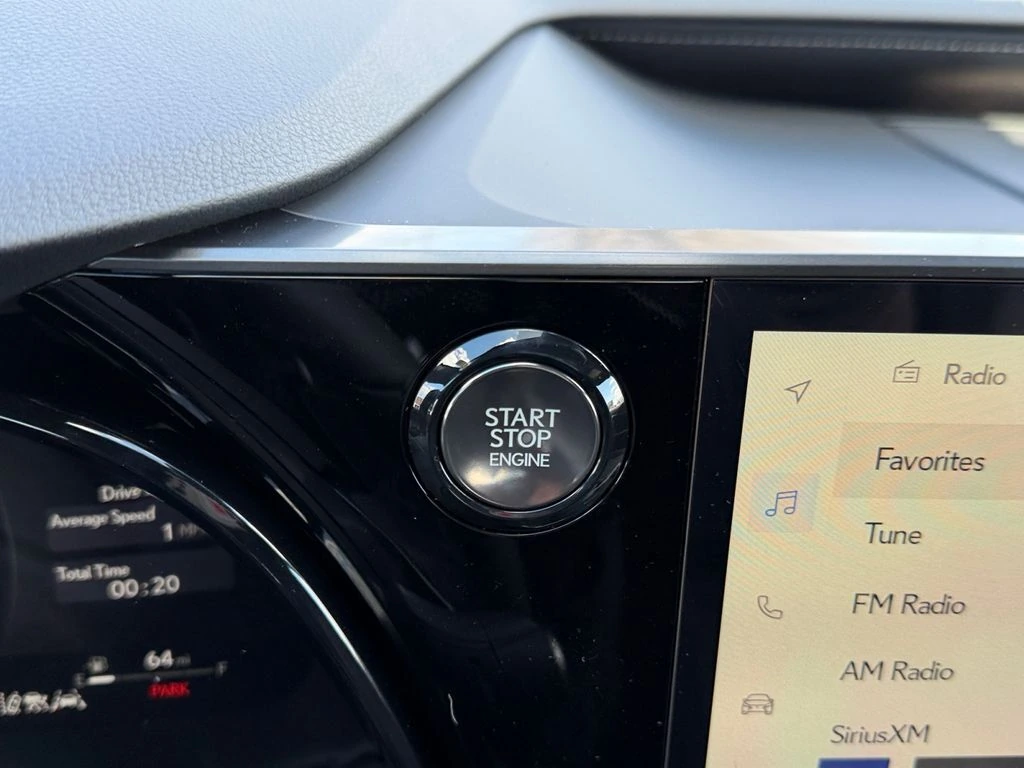 START
STOP
ENGINE
Drive
Average Speed
1
Total Time
00:20
64 mi
E F
PARK
Radio
Favorites
Tune
FM Radio
AM Radio
SiriusXM